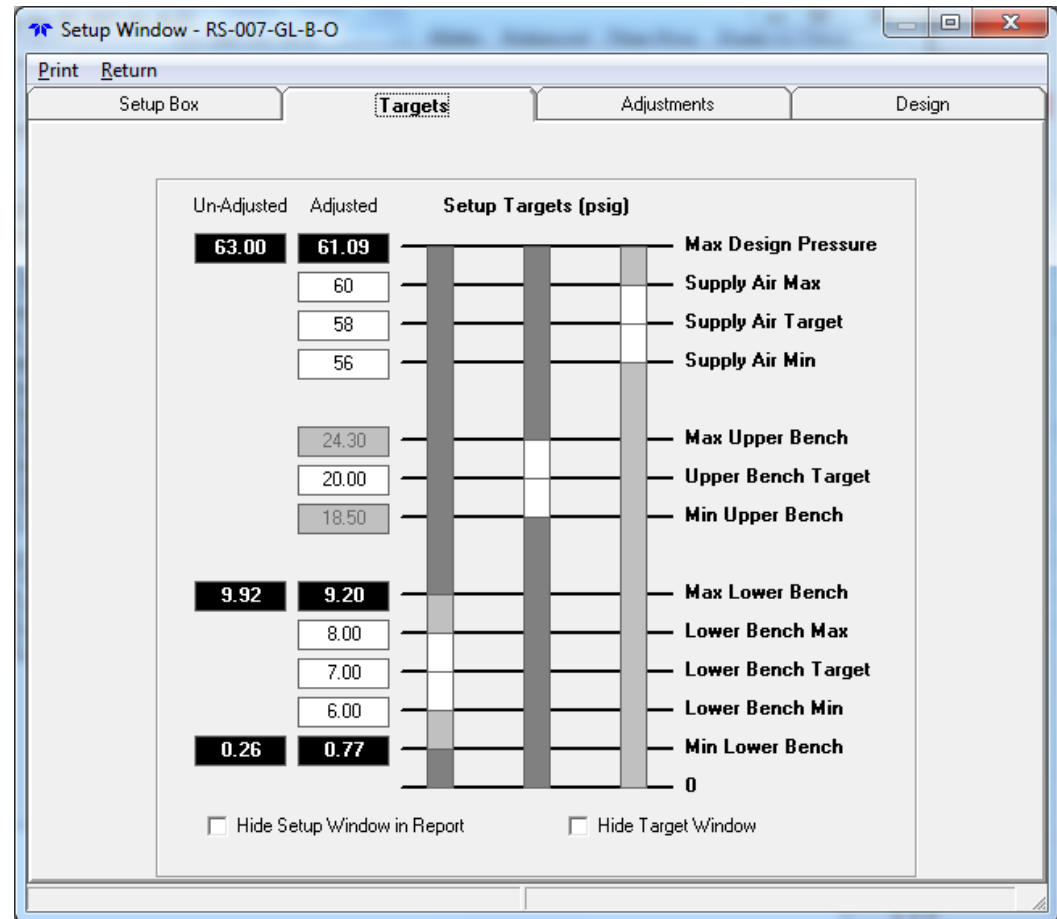 Setup Window - RS-007-GL-B-O
Print Return
Setup Box Targets Adjustments Design
Un-Adjusted Adjusted Setup Targets (psig)
63.00 61.09 Max Design Pressure
60 Supply Air Max
58 Supply Air Target
56 Supply Air Min
24.30 Max Upper Bench
20.00 Upper Bench Target
18.50 Min Upper Bench
9.92 9.20 Max Lower Bench
8.00 Lower Bench Max
7.00 Lower Bench Target
6.00 Lower Bench Min
0.26 0.77 Min Lower Bench
0
Hide Setup Window in Report Hide Target Window